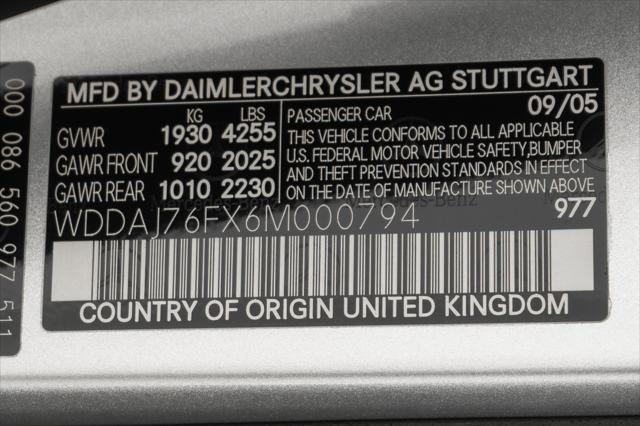 MFD BY DAIMLERCHRYSLER AG STUTTGART
KG LBS
GVWR 1930 4255
GAWR FRONT 920 2025
GAWR REAR 1010 2230
09/05
PASSENGER CAR
THIS VEHICLE CONFORMS TO ALL APPLICABLE
U.S. FEDERAL MOTOR VEHICLE SAFETY,BUMPER
AND THEFT PREVENTION STANDARDS IN EFFECT
ON THE DATE OF MANUFACTURE SHOWN ABOVE
WDDAJ76FX6M000794
Mercedes-Benz
977
COUNTRY OF ORIGIN UNITED KINGDOM
000 086 560 977 511